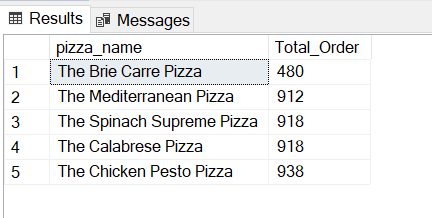 Results Messages
pizza_name Total_Order
1 The Brie Carre Pizza 480
2 The Mediterranean Pizza 912
3 The Spinach Supreme Pizza 918
4 The Calabrese Pizza 918
5 The Chicken Pesto Pizza 938